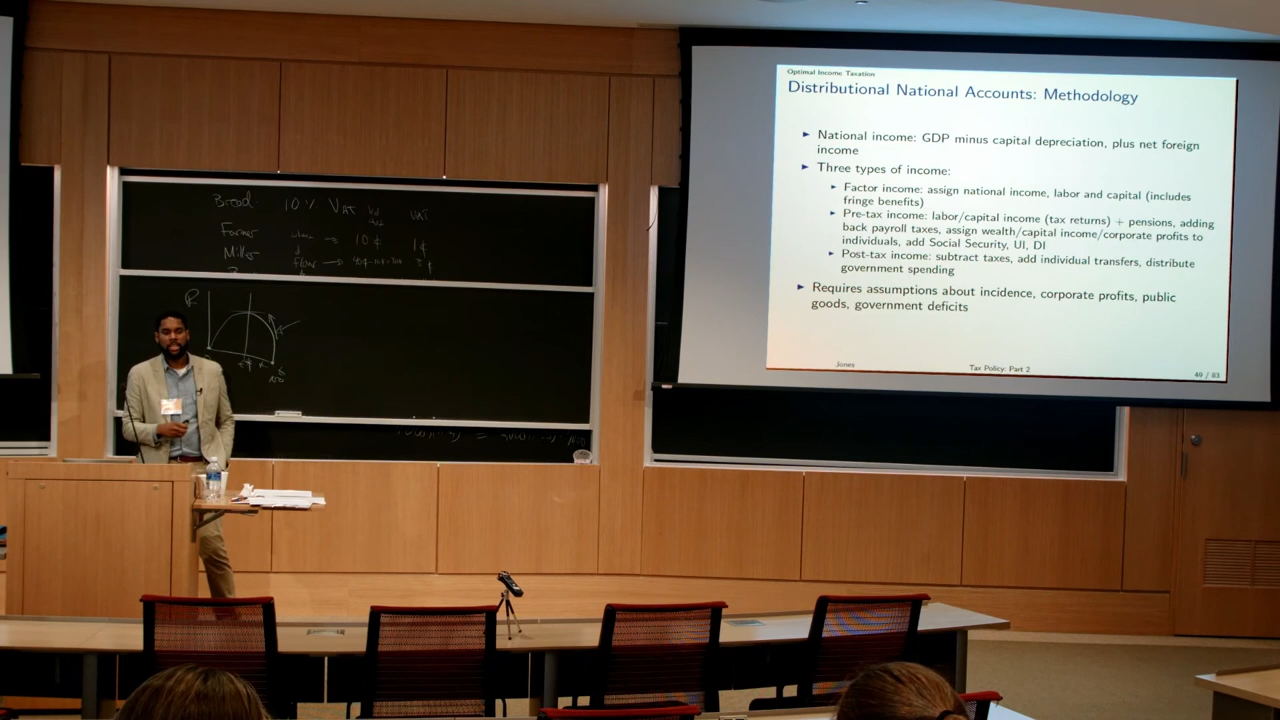 Optimal Income Taxation
Distributional National Accounts: Methodology
► National income: GDP minus capital depreciation, plus net foreign
income
► Three types of income:
► Factor income: assign national income, labor and capital (includes
fringe benefits)
► Pre-tax income: labor/capital income (tax returns) + pensions, adding
back payroll taxes, assign wealth/capital income/corporate profits to
individuals, add Social Security, UI, DI
► Post-tax income: subtract taxes, add individual transfers, distribute
government spending
► Requires assumptions about incidence, corporate profits, public
goods, government deficits
Jones
Tax Policy: Part 2
49 / 83
Bread: 10% VAT
VAT
Farmer 10¢ 1¢
Miller flour
R